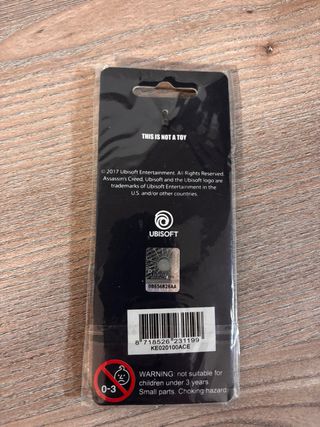 THIS IS NOT A TOY
© 2017 Ubisoft Entertainment. All Rights Reserved.
Assassin's Creed, Ubisoft and the Ubisoft logo are
trademarks of Ubisoft Entertainment in the
U.S. and/or other countries.
UBISOFT
8 718526 231199
KE020100ACE
0-3
WARNING: not suitable for
children under 3 years.
Small parts. Choking hazard.